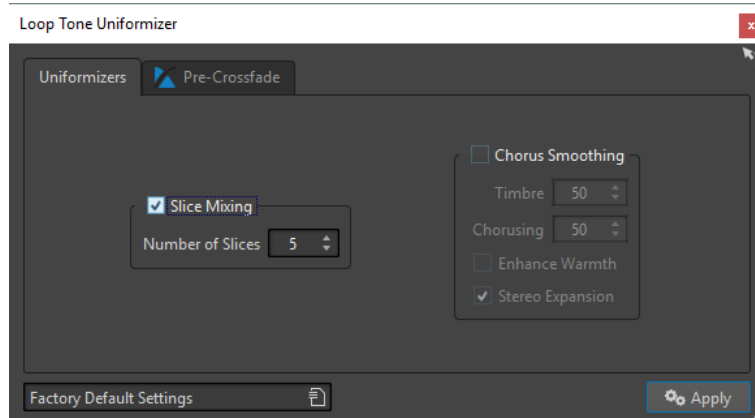 Loop Tone Uniformizer
x
Uniformizers
Pre-Crossfade
Slice Mixing
Number of Slices 5
Chorus Smoothing
Timbre 50
Chorusing 50
Enhance Warmth
Stereo Expansion
Factory Default Settings
Apply